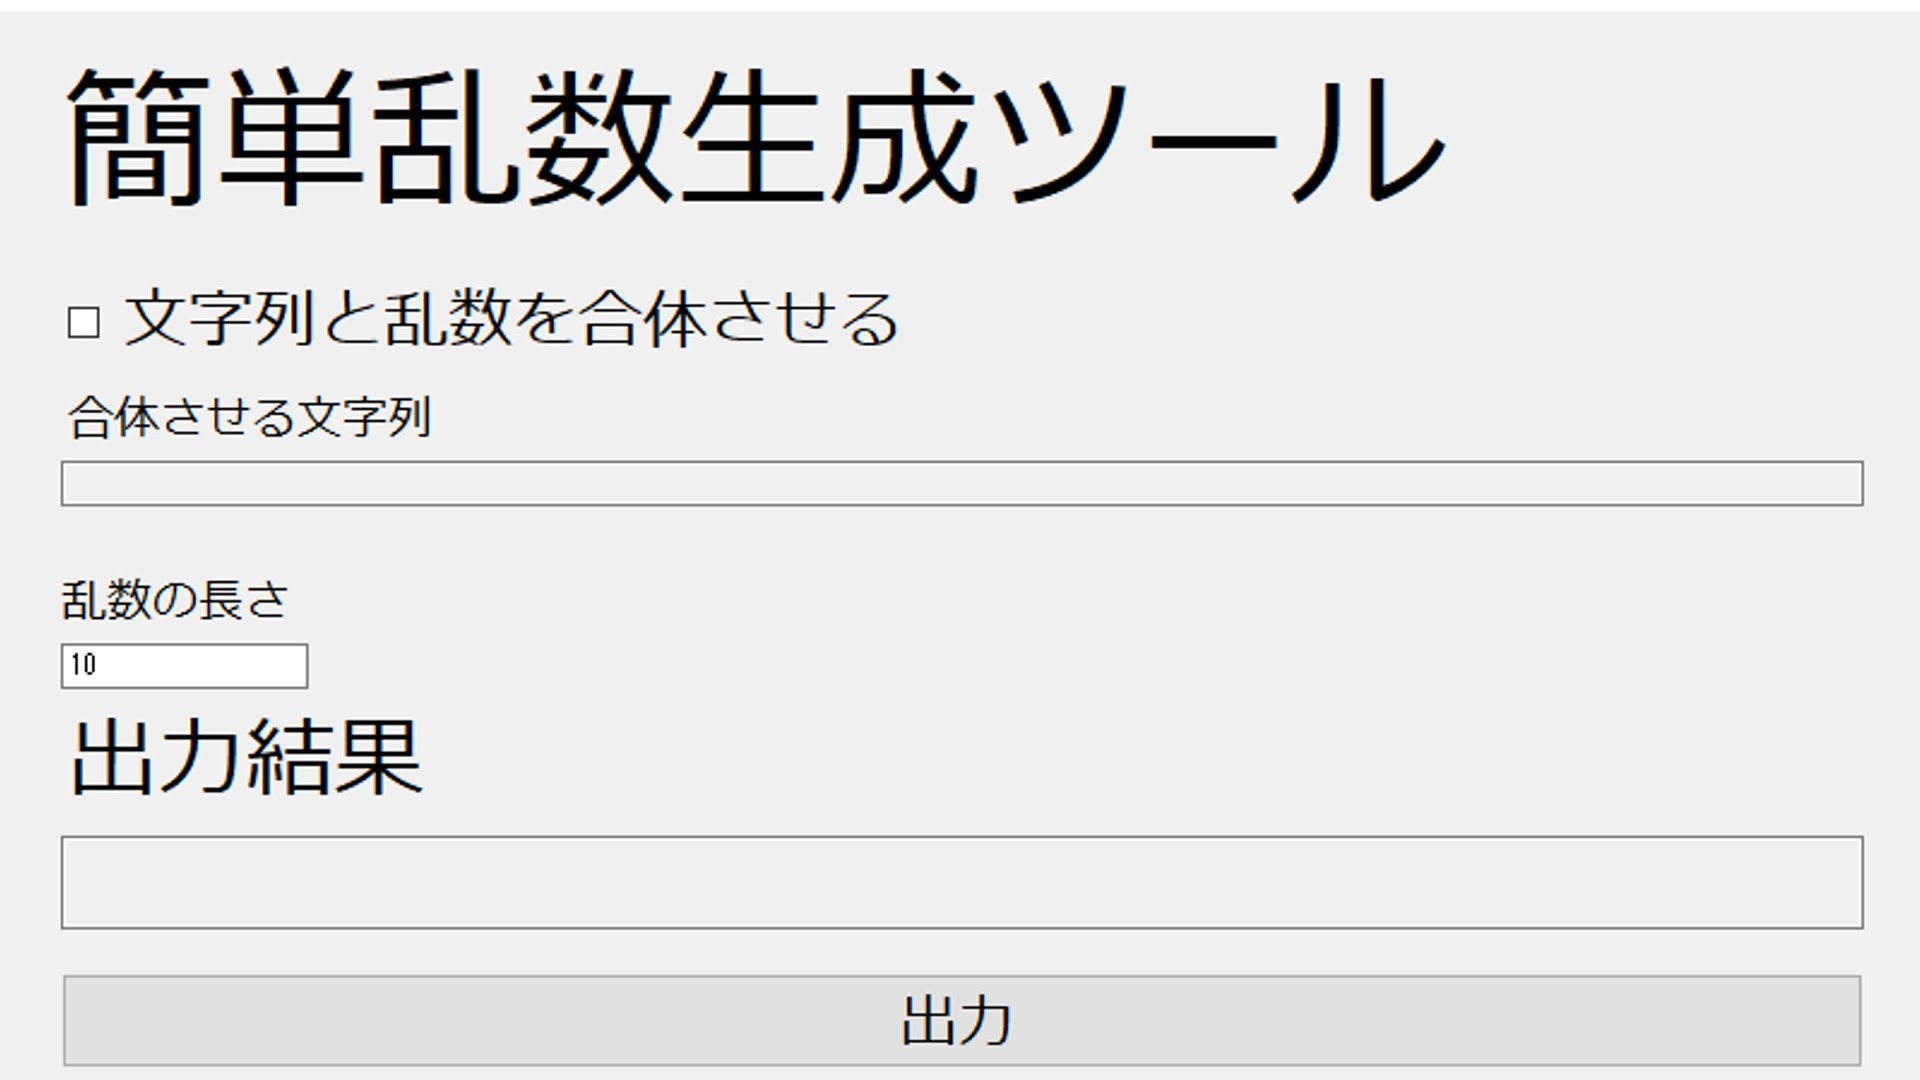 簡単乱数生成ツール
文字列と乱数を合体させる
合体させる文字列
乱数の長さ
10
出力結果
出力